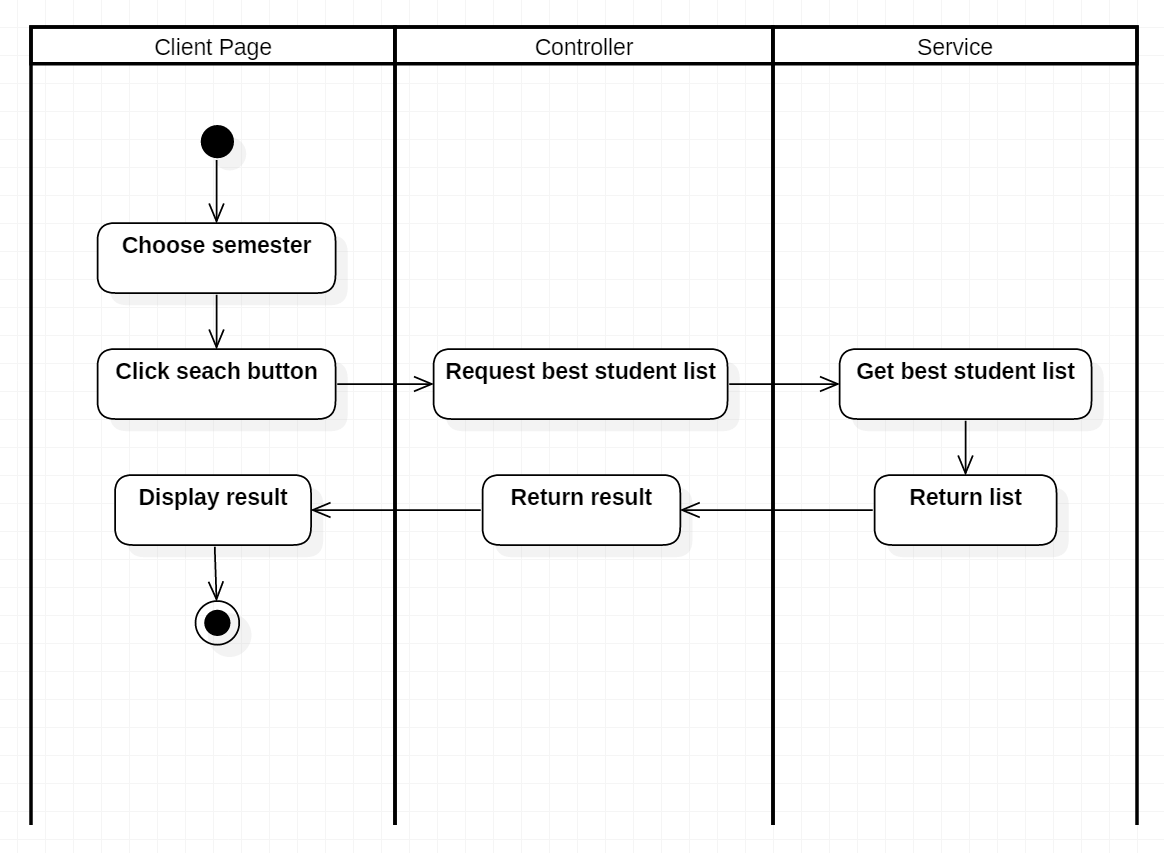 Client Page
Controller
Service
Choose semester
Click seach button
Request best student list
Get best student list
Display result
Return result
Return list